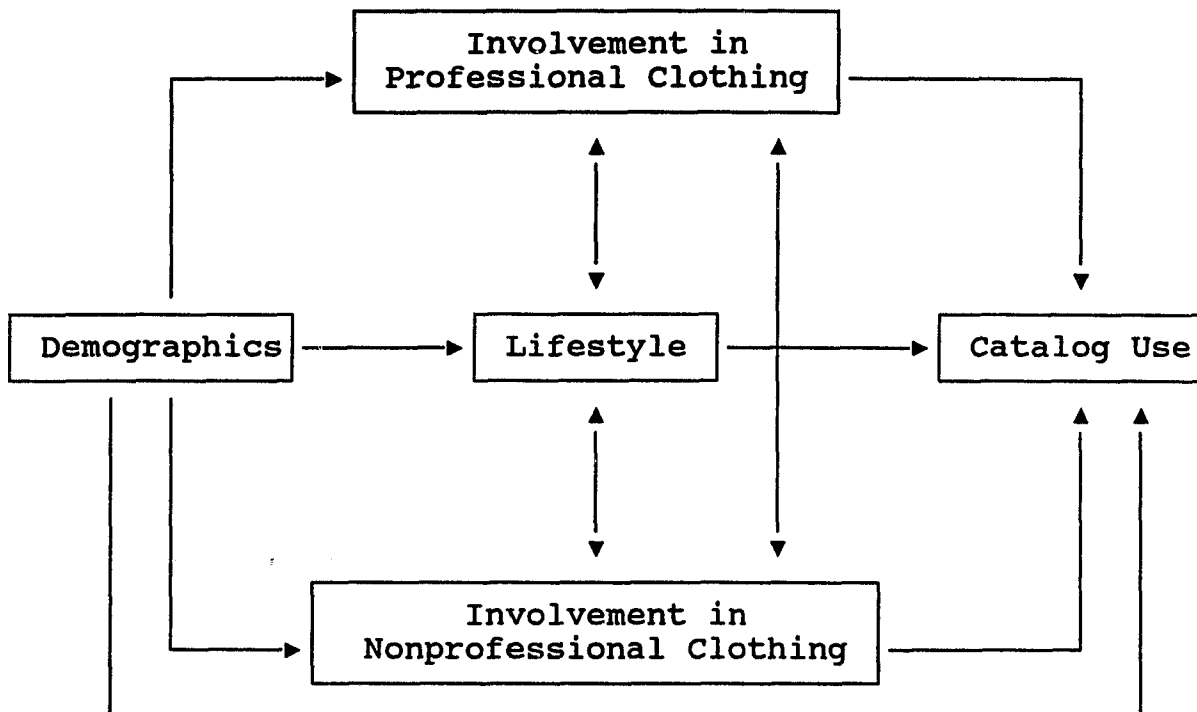 Involvement in
Professional Clothing
Demographics
Lifestyle
Catalog Use
Involvement in
Nonprofessional Clothing